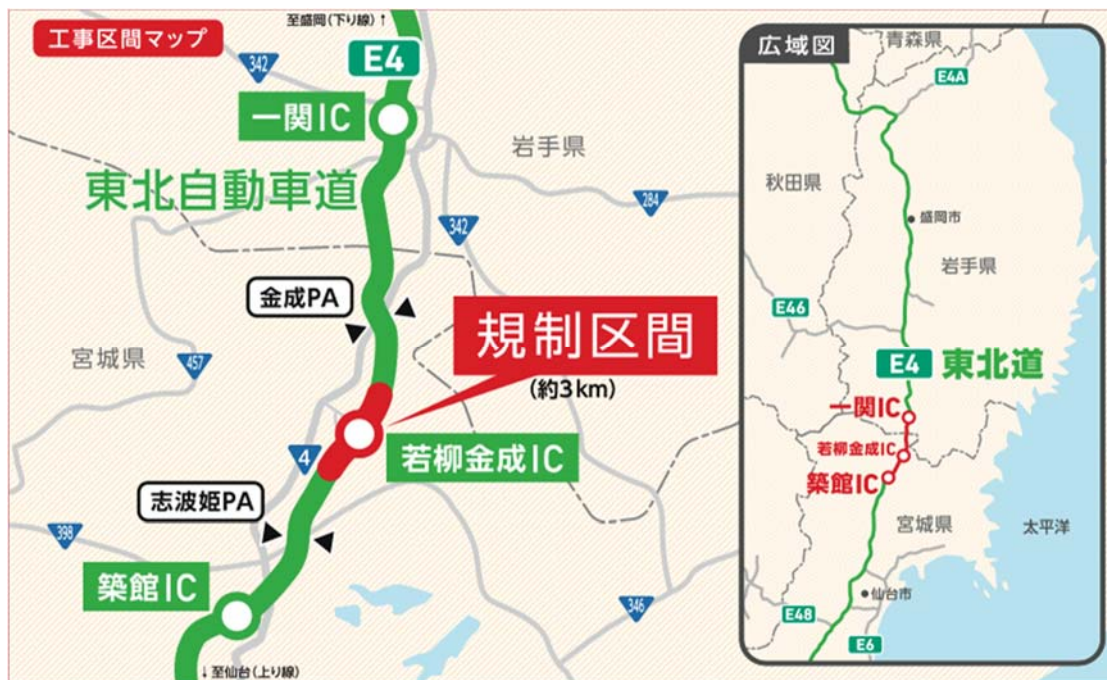 工事区間マップ
至盛岡(下り線)↑
E4
342
一関IC
岩手県
東北自動車道
284
342
金成PA
規制区間
(約3km)
宮城県
457
若柳金成IC
4
志波姫PA
398
築館IC
346
↓至仙台(上り線)
広域図
青森県
E4A
秋田県
盛岡市
岩手県
E46
E4 東北道
一関IC
若柳金成IC
築館IC
宮城県
太平洋
仙台市
E48
E6